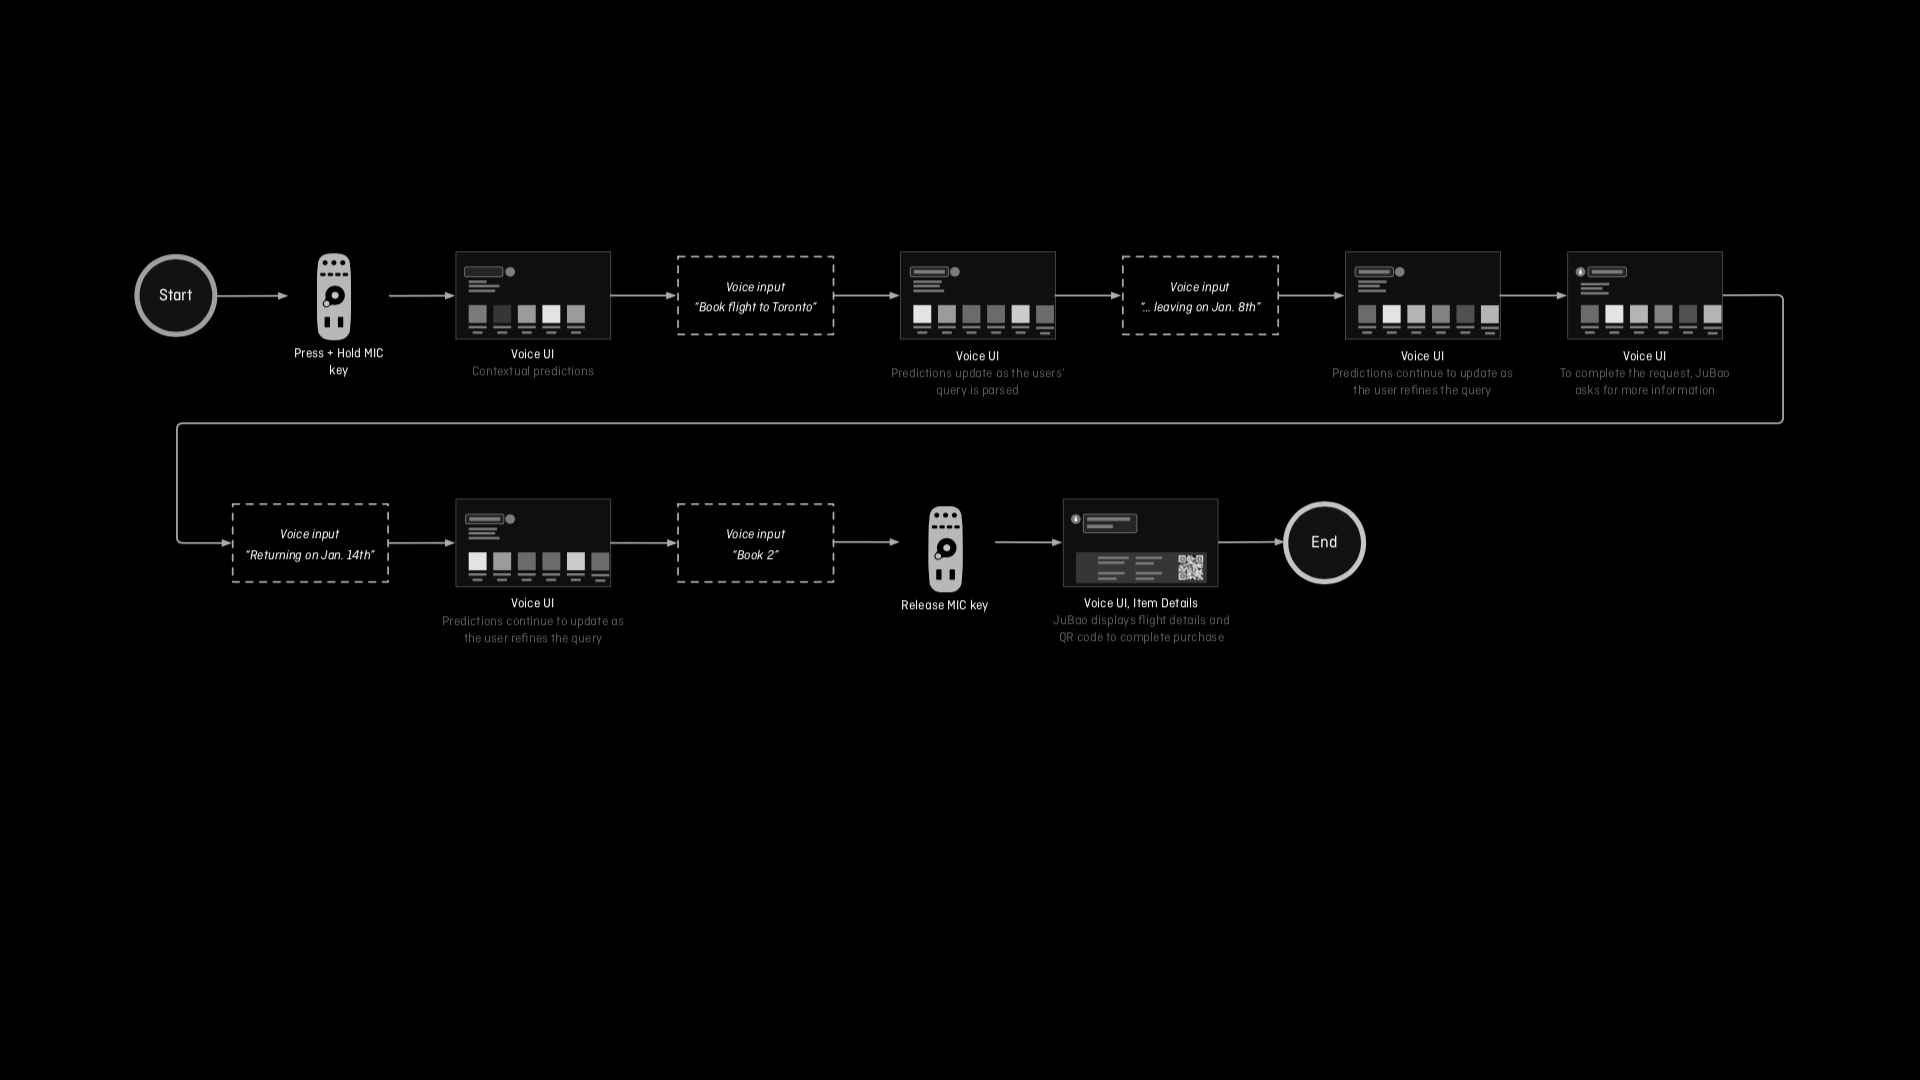 Start
Press + Hold MIC
key
Voice UI
Contextual predictions
Voice input
“Book flight to Toronto”
Voice UI
Predictions update as the users’
query is parsed
Voice input
“... leaving on Jan. 8th”
Voice UI
Predictions continue to update as
the user refines the query
Voice UI
To complete the request, JuBao
asks for more information
Voice input
“Returning on Jan. 14th”
Voice UI
Predictions continue to update as
the user refines the query
Voice input
“Book 2”
Release MIC key
Voice UI, Item Details
JuBao displays flight details and
QR code to complete purchase
End